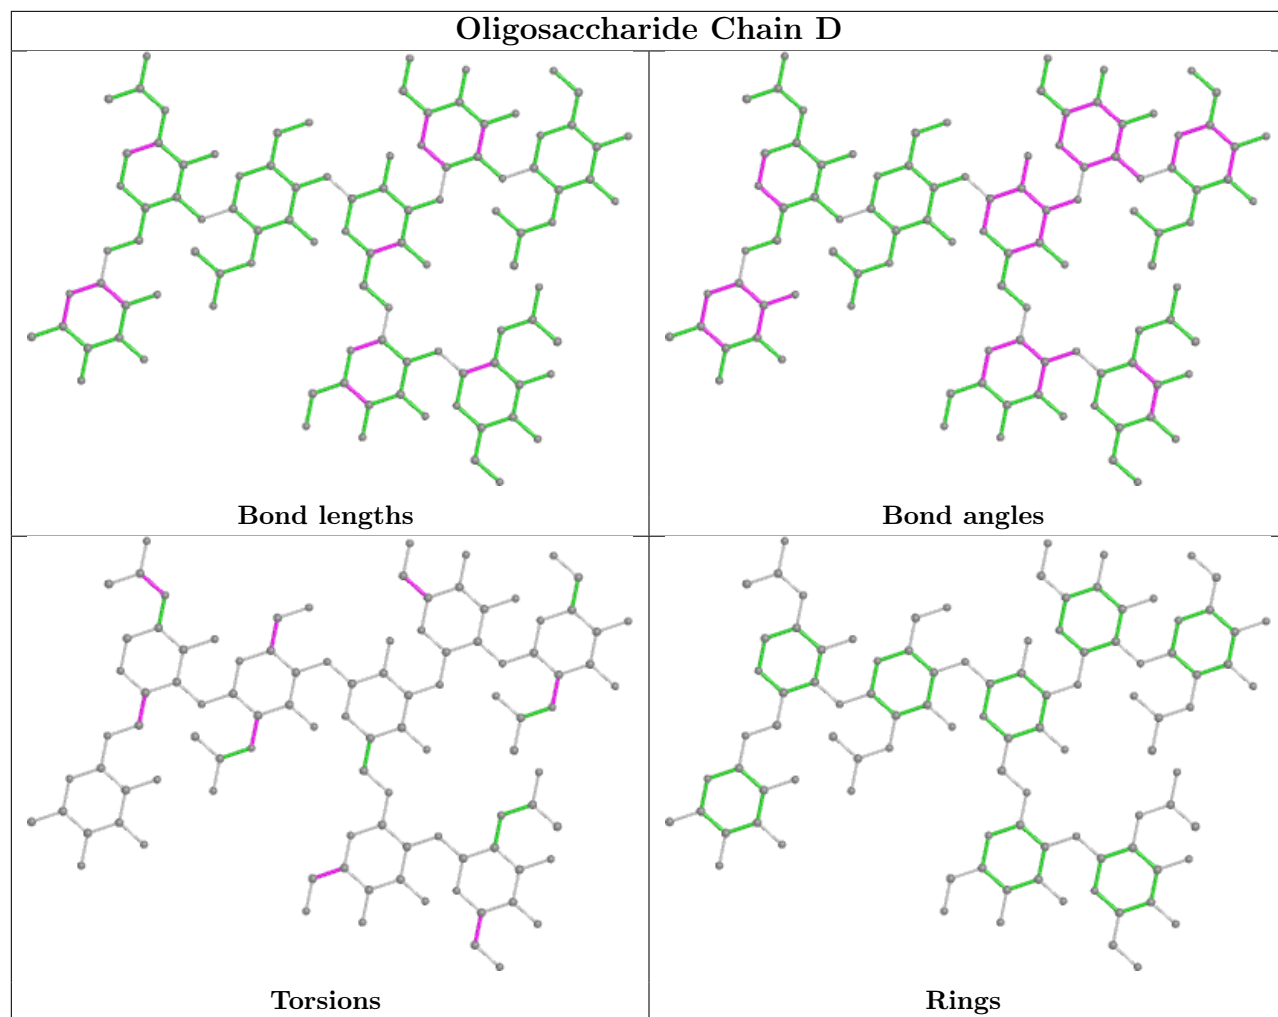 Oligosaccharide Chain D
Bond lengths
Bond angles
Torsions
Rings